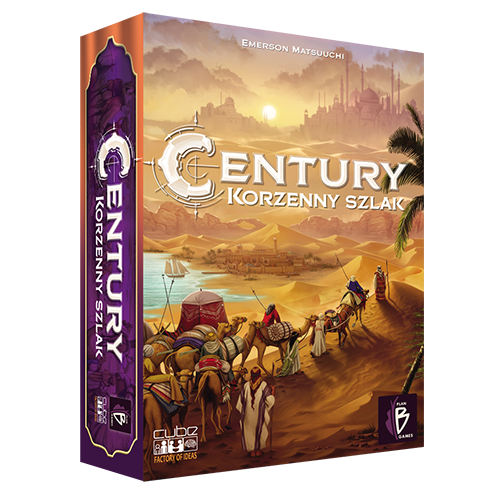 EMERSON MATSUUCHI
CENTURY
KORZENNY SZLAK
CENTURY
KORZENNY SZLAK
cube
FACTORY OF IDEAS
PLAN
B
GAMES